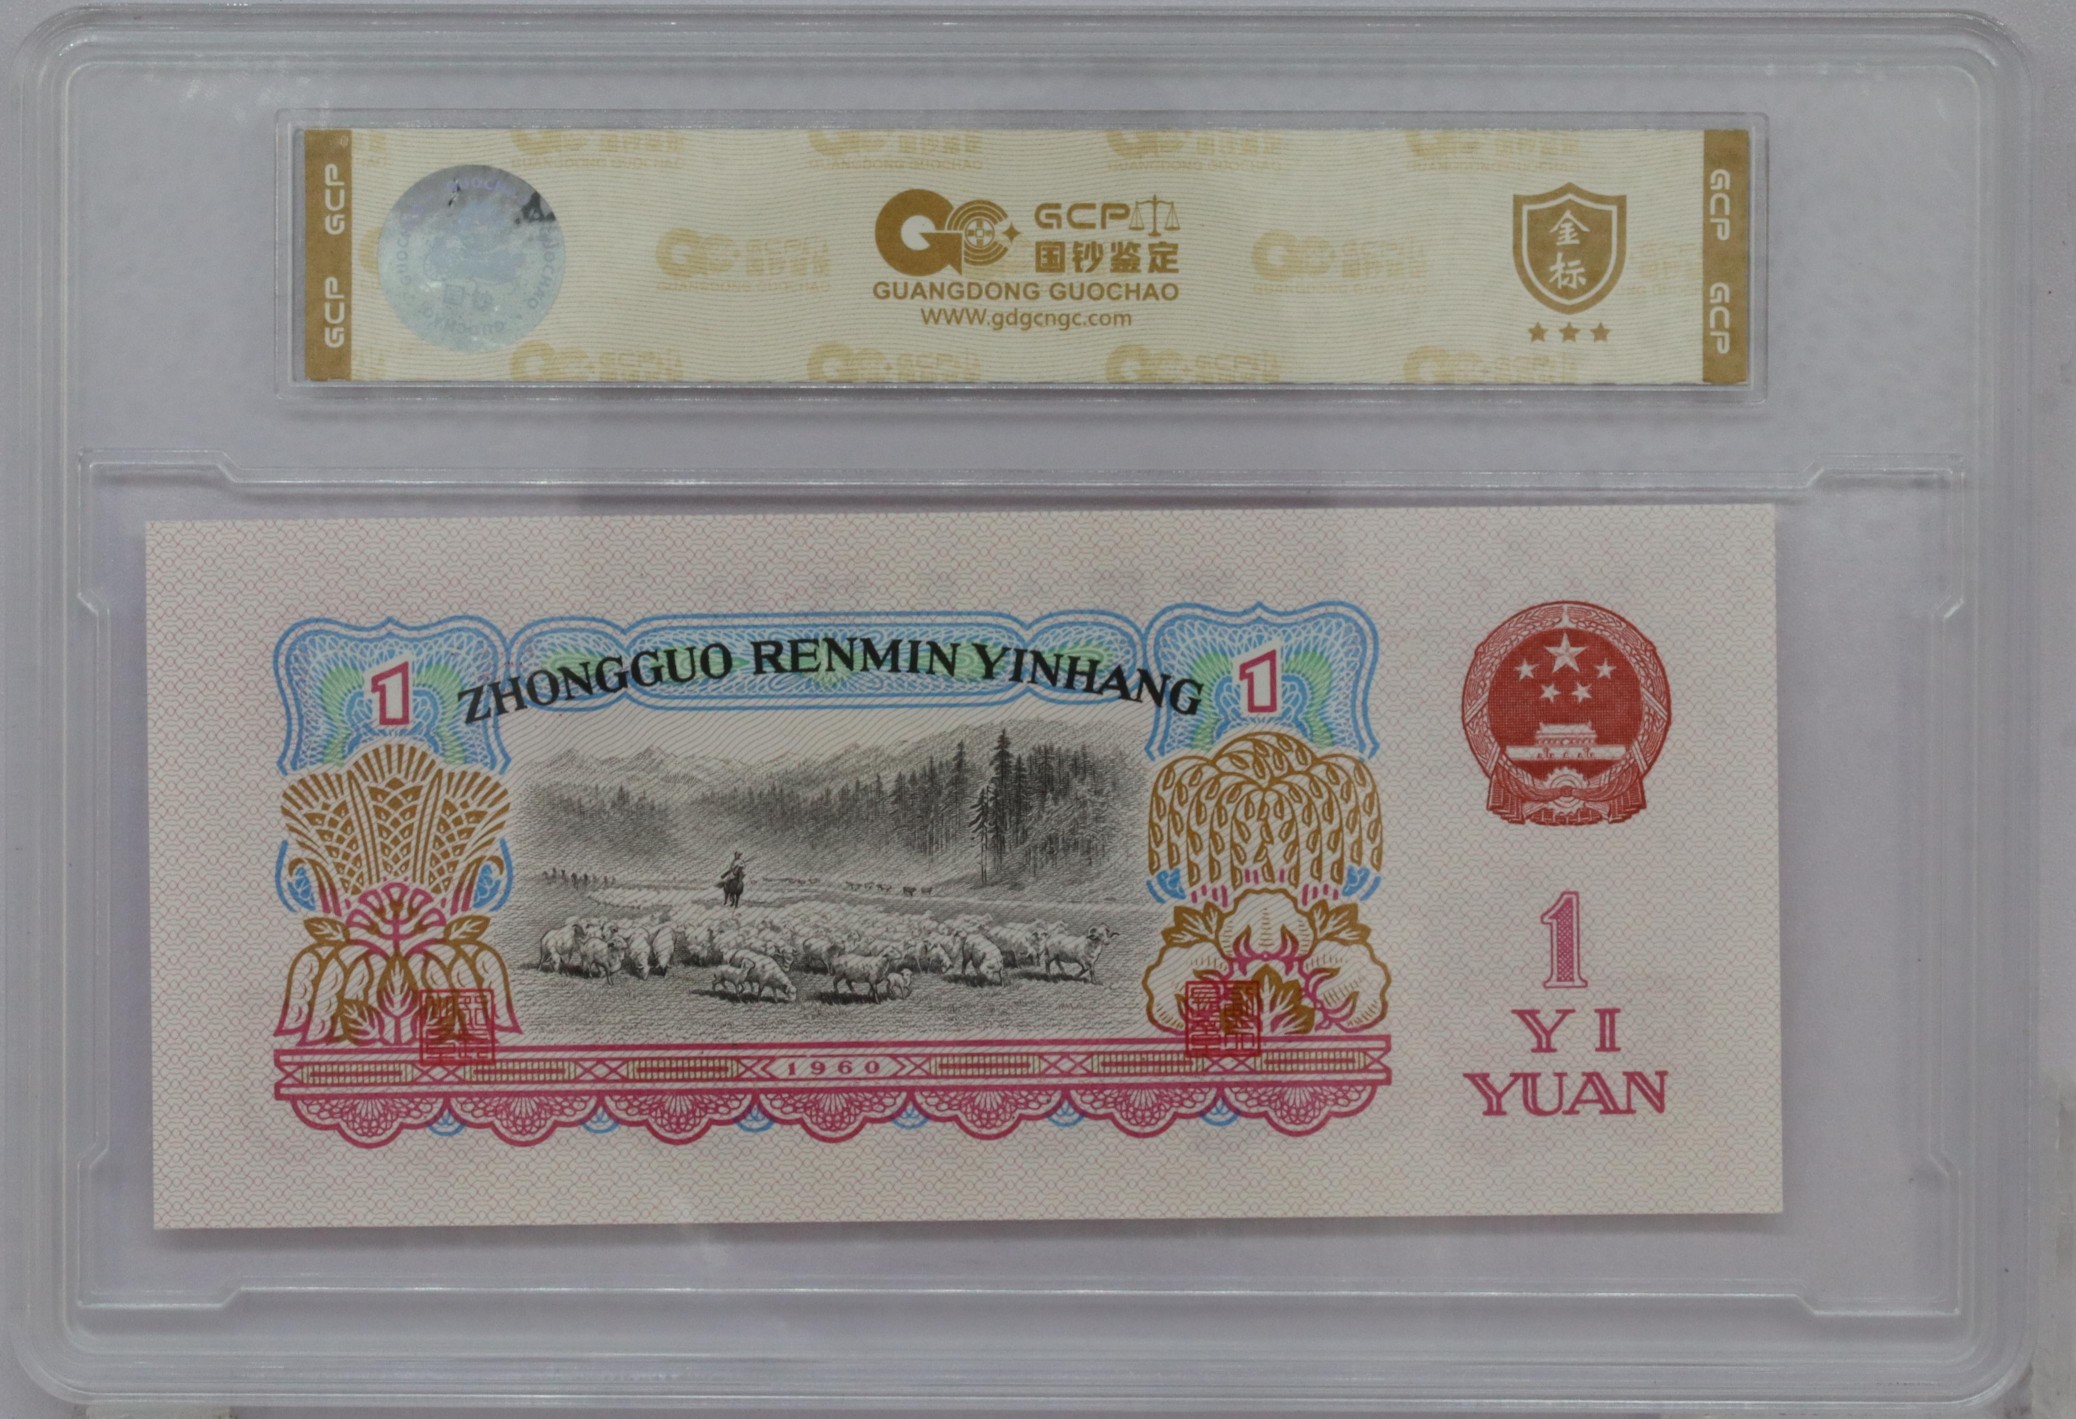 GCP
GCP
GCP
国钞鉴定
GUANGDONG GUOCHAO
WWW.gdgcngc.com
金
标
GCP
GCP
1
ZHONGGUO RENMIN YINHANG
1
1960
1
YI
YUAN